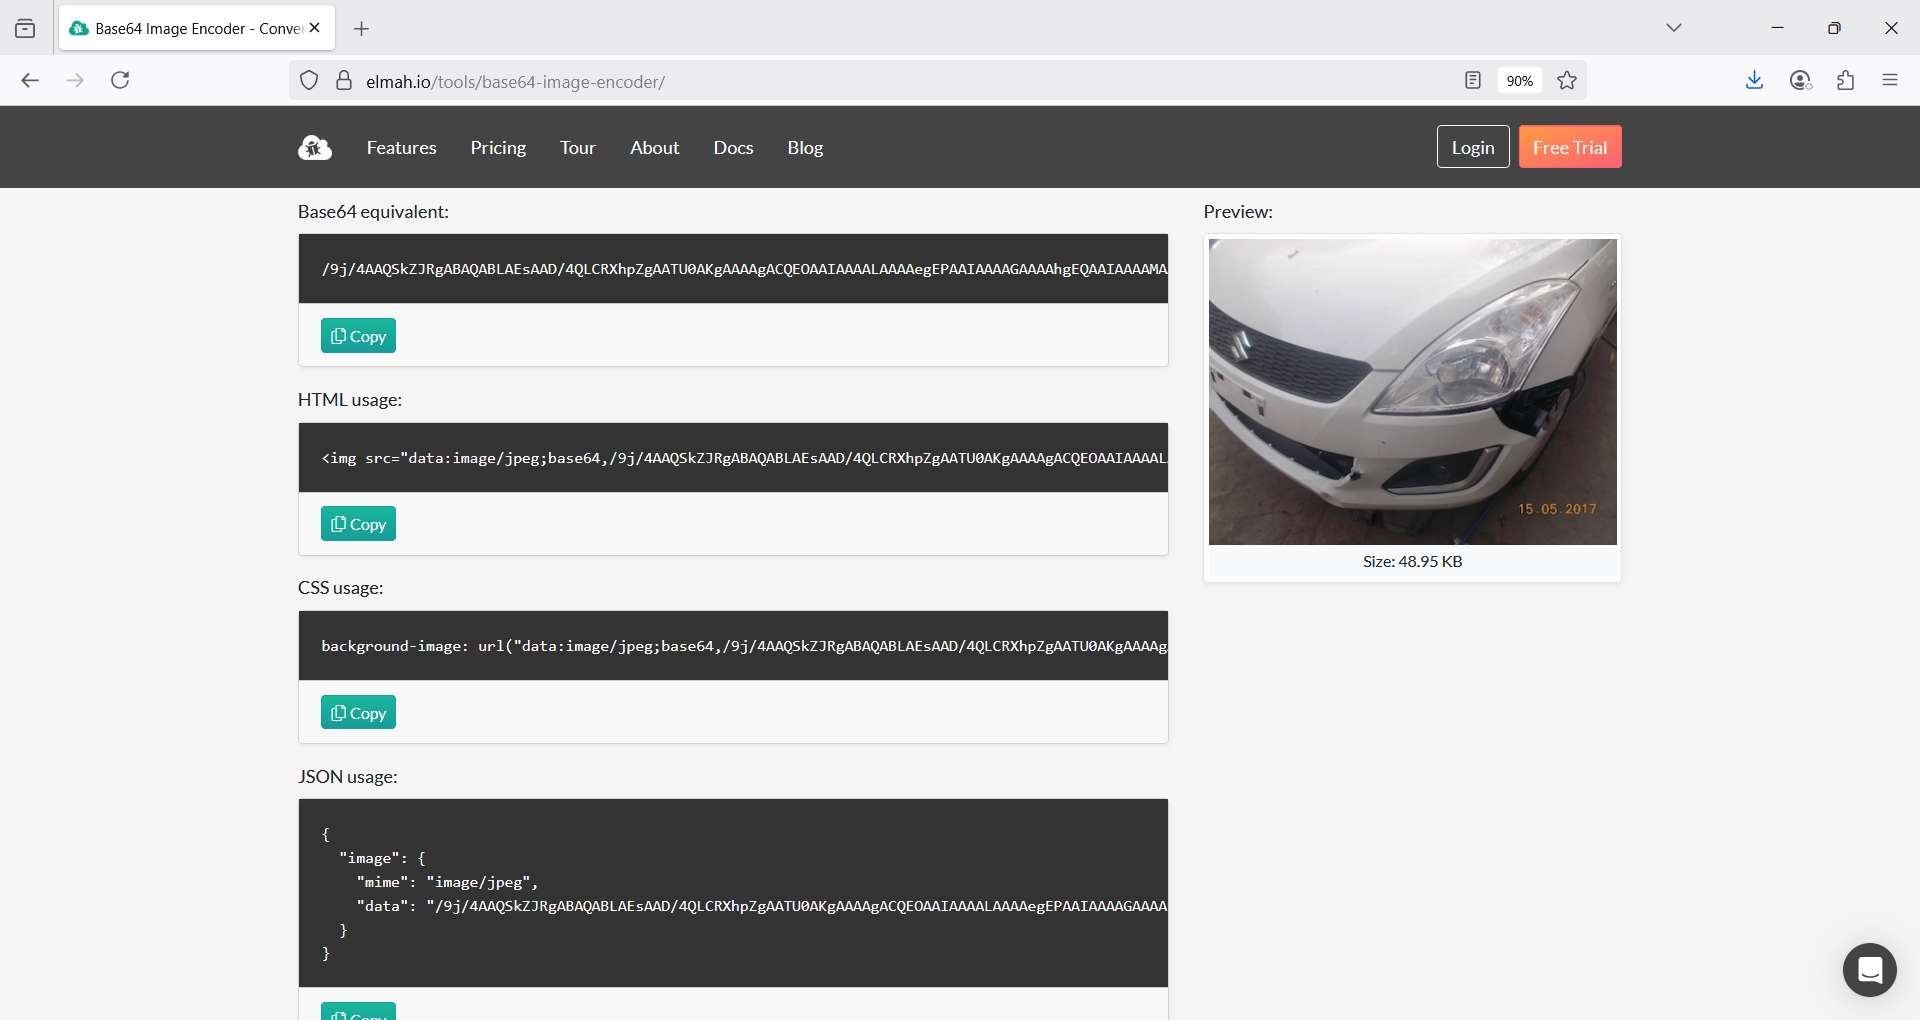 Base64 Image Encoder - Conver
elmah.io/tools/base64-image-encoder/
90%
Features Pricing Tour About Docs Blog
Login Free Trial
Base64 equivalent:
/9j/4AAQSkZJRgABAQABLAEsAAD/4QLCRXhpZgAATU0AKgAAAAgACQEOAAIAAAALAAAAegEPAAIAAAAGAAAAhgEQAAIAAAAMA
Copy
HTML usage:
<img src="data:image/jpeg;base64,/9j/4AAQSkZJRgABAQABLAEsAAD/4QLCRXhpZgAATU0AKgAAAAgACQEOAAIAAAAL
Copy
CSS usage:
background-image: url("data:image/jpeg;base64,/9j/4AAQSkZJRgABAQABLAEsAAD/4QLCRXhpZgAATU0AKgAAAAg
Copy
JSON usage:
{
"image": {
"mime": "image/jpeg",
"data": "/9j/4AAQSkZJRgABAQABLAEsAAD/4QLCRXhpZgAATU0AKgAAAAgACQEOAAIAAAALAAAAegEPAAIAAAAGAAAA
}
}
Copy
Preview:
15.05.2017
Size: 48.95 KB